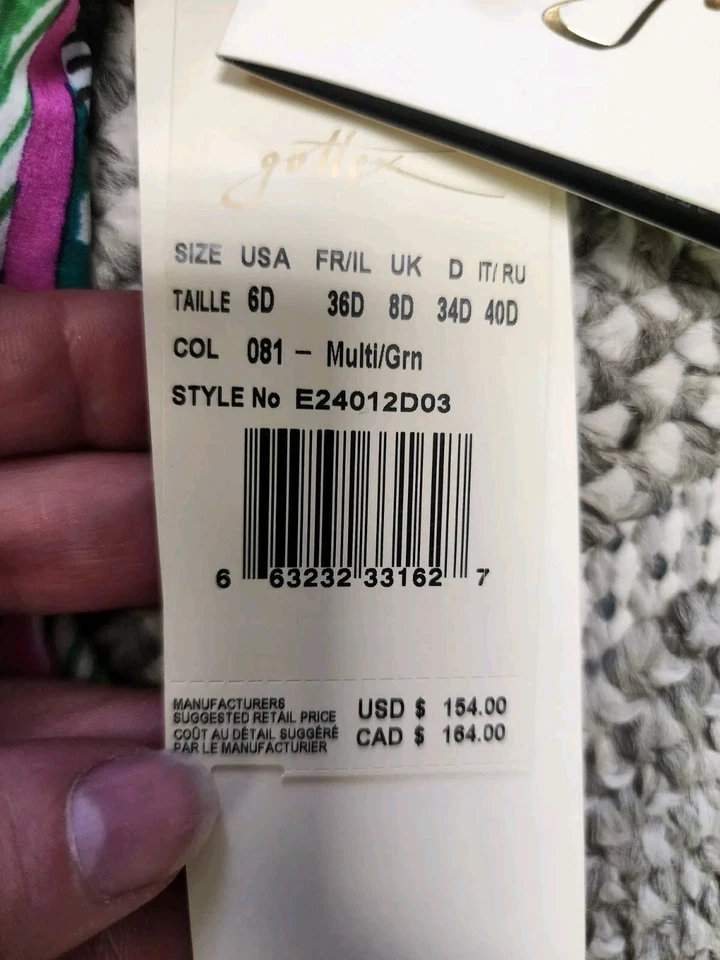 gottex
SIZE USA FR/IL UK D IT/RU
TAILLE 6D 36D 8D 34D 40D
COL 081 - Multi/Grn
STYLE No E24012D03
6 63232 33162 7
MANUFACTURERS
SUGGESTED RETAIL PRICE
USD $ 154.00
COÛT AU DÉTAIL SUGGÉRÉ
PAR LE MANUFACTURIER
CAD $ 164.00